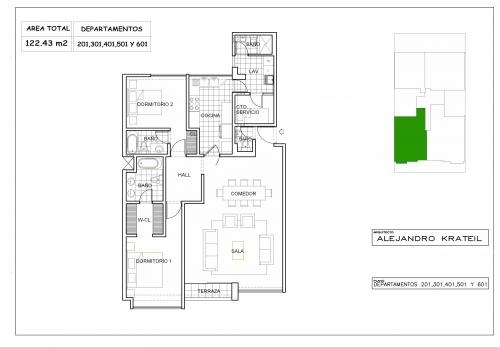 AREA TOTAL
DEPARTAMENTOS
122.43 m2
201,301,401,501 Y 601
BAÑO
LAV.
DORMITORIO 2
CTO.
SERVICIO
COCINA
BAÑO
BAÑO
CL
HALL
BAÑO
COMEDOR
W-CL
SALA
DORMITORIO 1
TERRAZA
ARQUITECTO
ALEJANDRO KRATEIL
DEPARTAMENTOS 201,301,401,501 Y 601